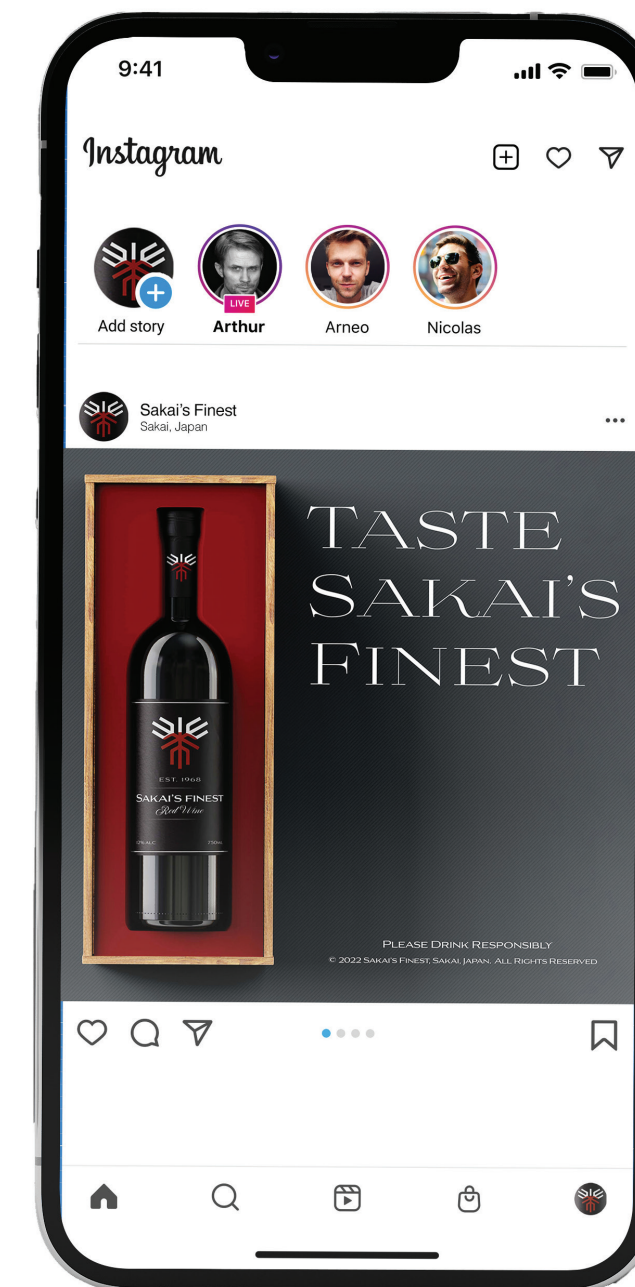 9:41
Instagram
LIVE
Add story
Arthur
Arneo
Nicolas
Sakai's Finest
Sakai, Japan
TASTE
SAKAI'S
FINEST
EST. 1968
SAKAI'S FINEST
Red Wine
750ml
PLEASE DRINK RESPONSIBLY
© 2022 SAKAI'S FINEST, SAKAI, JAPAN. ALL RIGHTS RESERVED